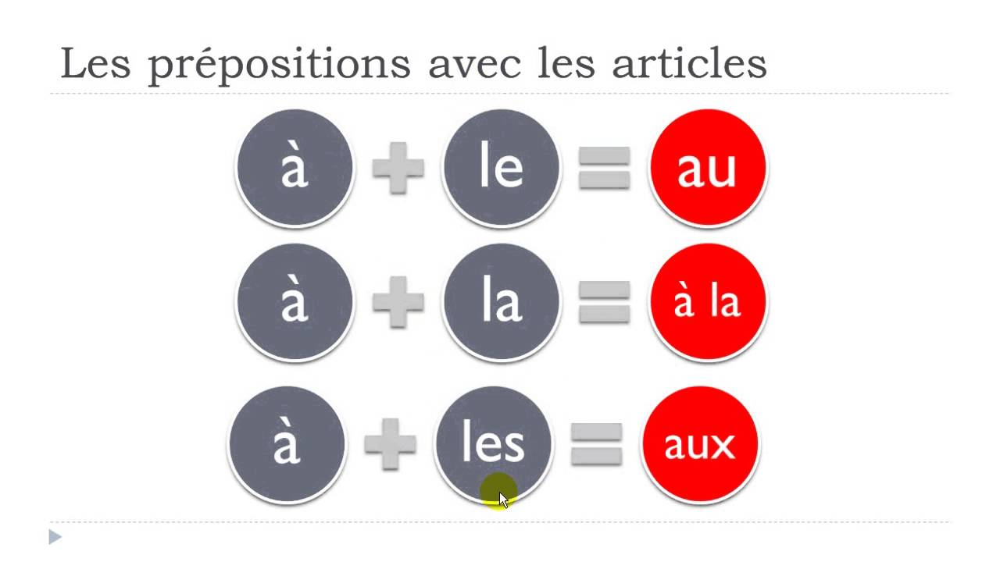 Les prépositions avec les articles
à + le = au
à + la = à la
à + les = aux